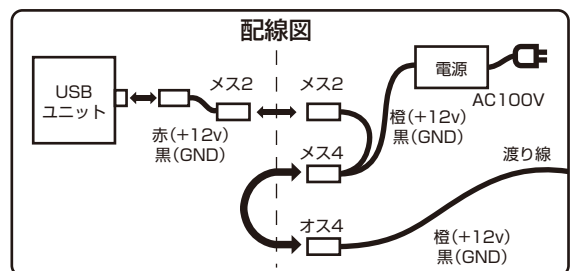 配線図
USB
ユニット
メス2
赤(+12v)
黒(GND)
メス2
電源
AC100V
橙(+12v)
黒(GND)
メス4
渡り線
オス4
橙(+12v)
黒(GND)